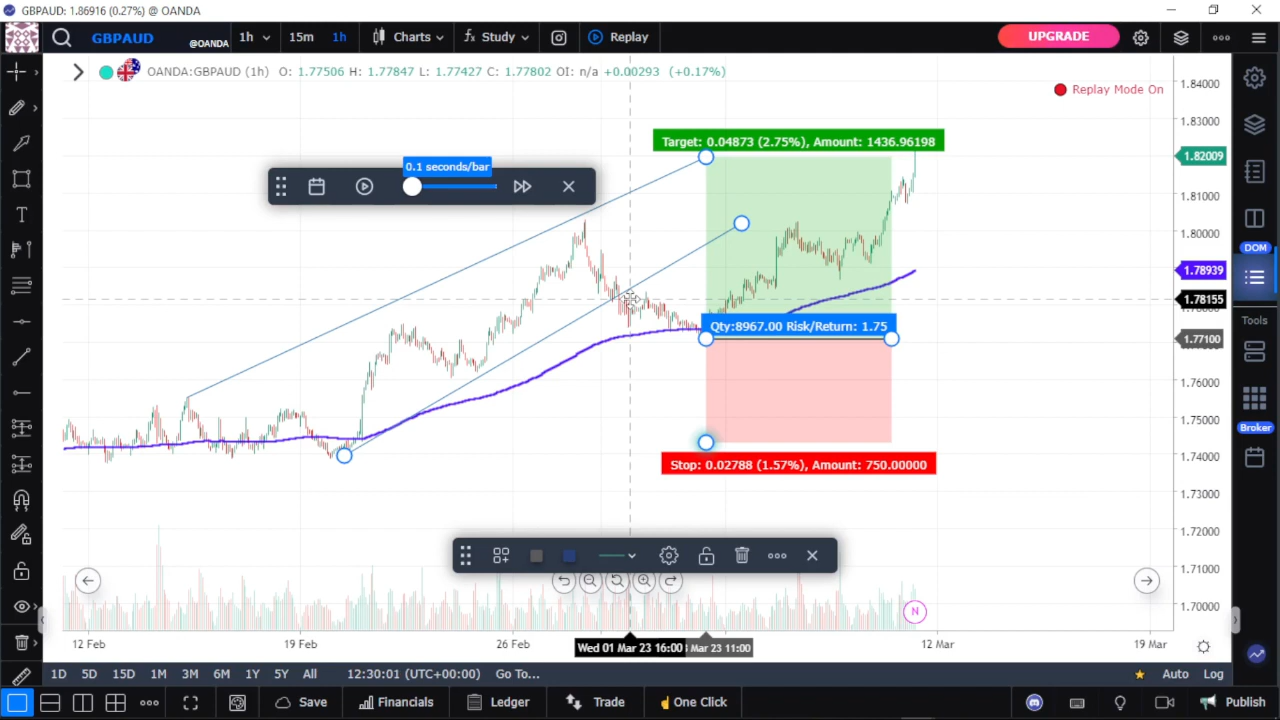 GBPAUD: 1.86916 (0.27%) @ OANDA
GBPAUD @OANDA 1h 15m 1h Charts fx Study Replay UPGRADE
OANDA:GBPAUD (1h) O: 1.77506 H: 1.77847 L: 1.77427 C: 1.77802 OI: n/a +0.00293 (+0.17%)
Replay Mode On
1.84000
1.83000
Target: 0.04873 (2.75%), Amount: 1436.96198
1.82009
0.1 seconds/bar
1.81000
1.80000
DOM
1.78939
1.78155
Tools
Qty:8967.00 Risk/Return: 1.75
1.77100
1.76000
1.75000
Broker
1.74000
Stop: 0.02788 (1.57%), Amount: 750.00000
1.73000
1.72000
1.71000
1.70000
N
12 Feb 19 Feb 26 Feb Wed 01 Mar 23 16:00 Mar 23 11:00 12 Mar 19 Mar
1D 5D 15D 1M 3M 6M 1Y 5Y All 12:30:01 (UTC+00:00) Go To... Auto Log
Save Financials Ledger Trade One Click Publish